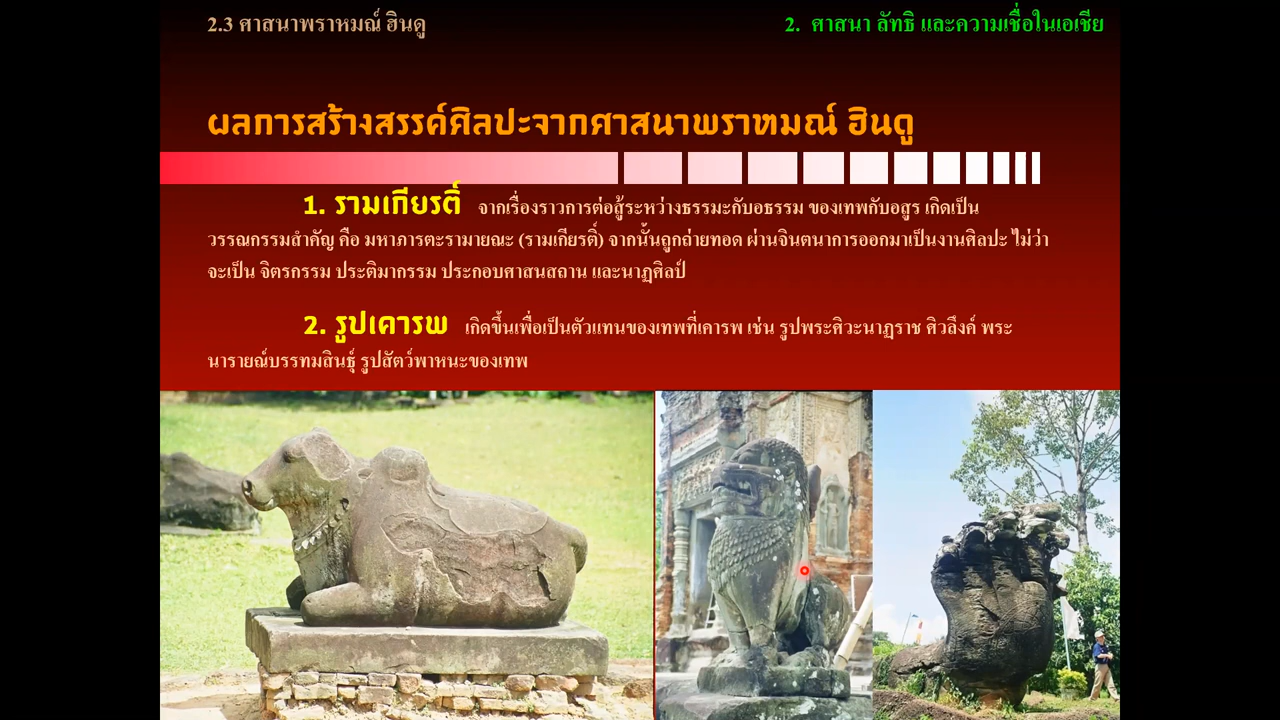 2.3 ศาสนาพราหมณ์ ฮินดู
2. ศาสนา ลัทธิ และความเชื่อในเอเชีย
ผลการสร้างสรรค์ศิลปะจากศาสนาพราหมณ์ ฮินดู
1. รามเกียรติ์ จากเรื่องราวการต่อสู้ระหว่างธรรมะกับอธรรม ของเทพกับอสูร เกิดเป็น
วรรณกรรมสำคัญ คือ มหาภารตะรามายณะ (รามเกียรติ์) จากนั้นถูกถ่ายทอด ผ่านจินตนาการออกมาเป็นงานศิลปะ ไม่ว่า
จะเป็น จิตรกรรม ประติมากรรม ประกอบศาสนสถาน และนาฏศิลป์
2. รูปเคารพ เกิดขึ้นเพื่อเป็นตัวแทนของเทพที่เคารพ เช่น รูปพระศิวะนาฏราช ศิวลึงค์ พระ
นารายณ์บรรทมสินธุ์ รูปสัตว์พาหนะของเทพ